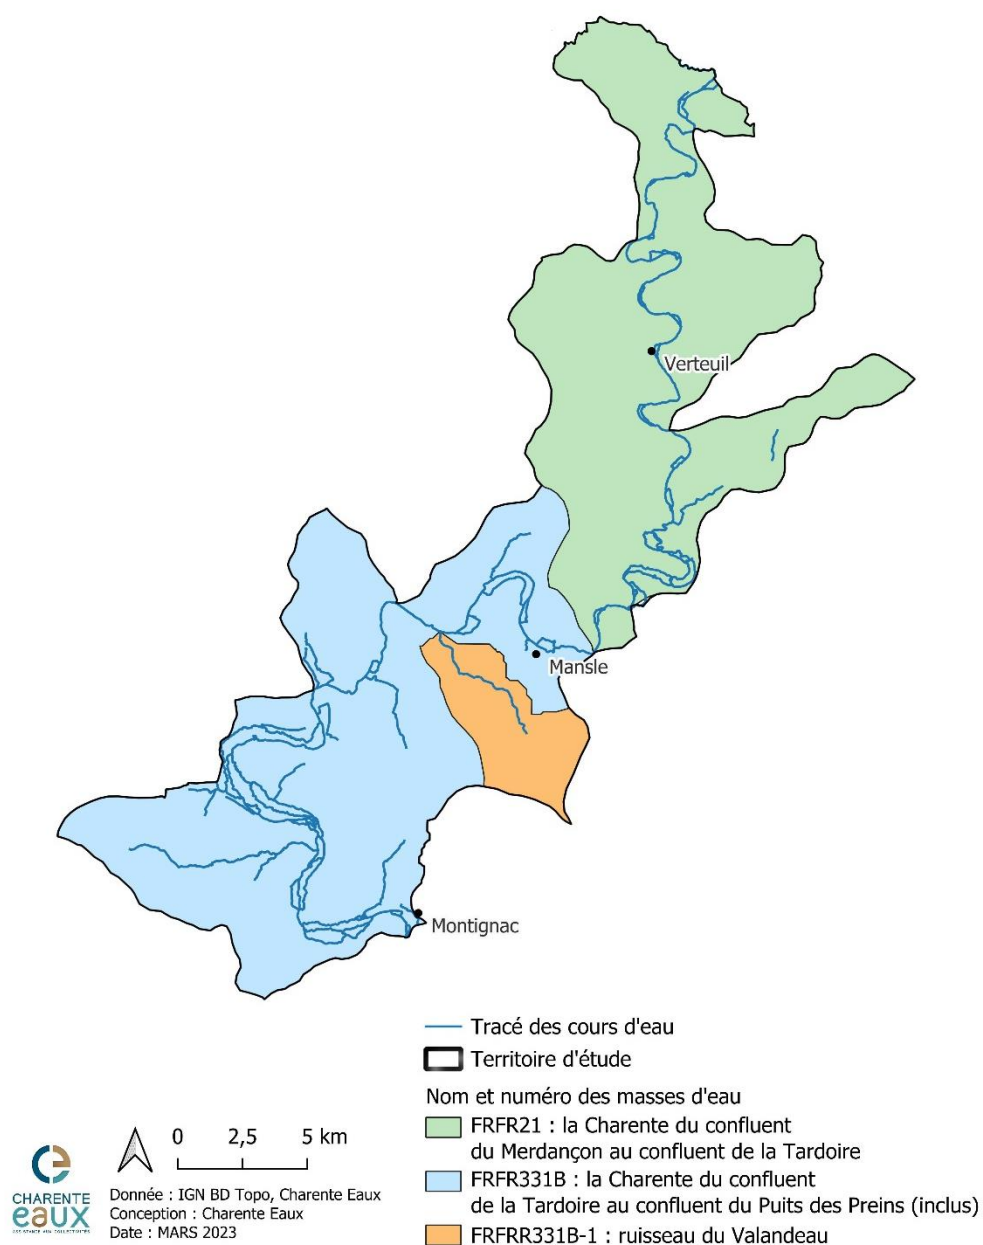 Verteuil
Mansle
Montignac
Tracé des cours d'eau
Territoire d'étude
Nom et numéro des masses d'eau
FRFR21 : la Charente du confluent
du Merdançon au confluent de la Tardoire
FRFR331B : la Charente du confluent
de la Tardoire au confluent du Puits des Preins (inclus)
FRFRR331B-1 : ruisseau du Valandeau
0 2,5 5 km
CHARENTE
eaux
ASSISTANCE AUX COLLECTIVITÉS
Donnée : IGN BD Topo, Charente Eaux
Conception : Charente Eaux
Date : MARS 2023